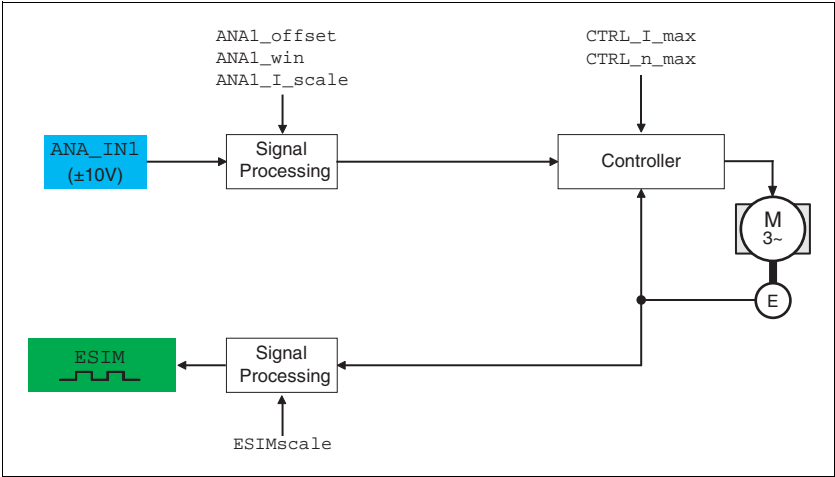 ANA1_offset
ANA1_win
ANA1_I_scale
CTRL_I_max
CTRL_n_max
ANA_IN1
(±10V)
Signal
Processing
Controller
M
3~
E
ESIM
Signal
Processing
ESIMscale